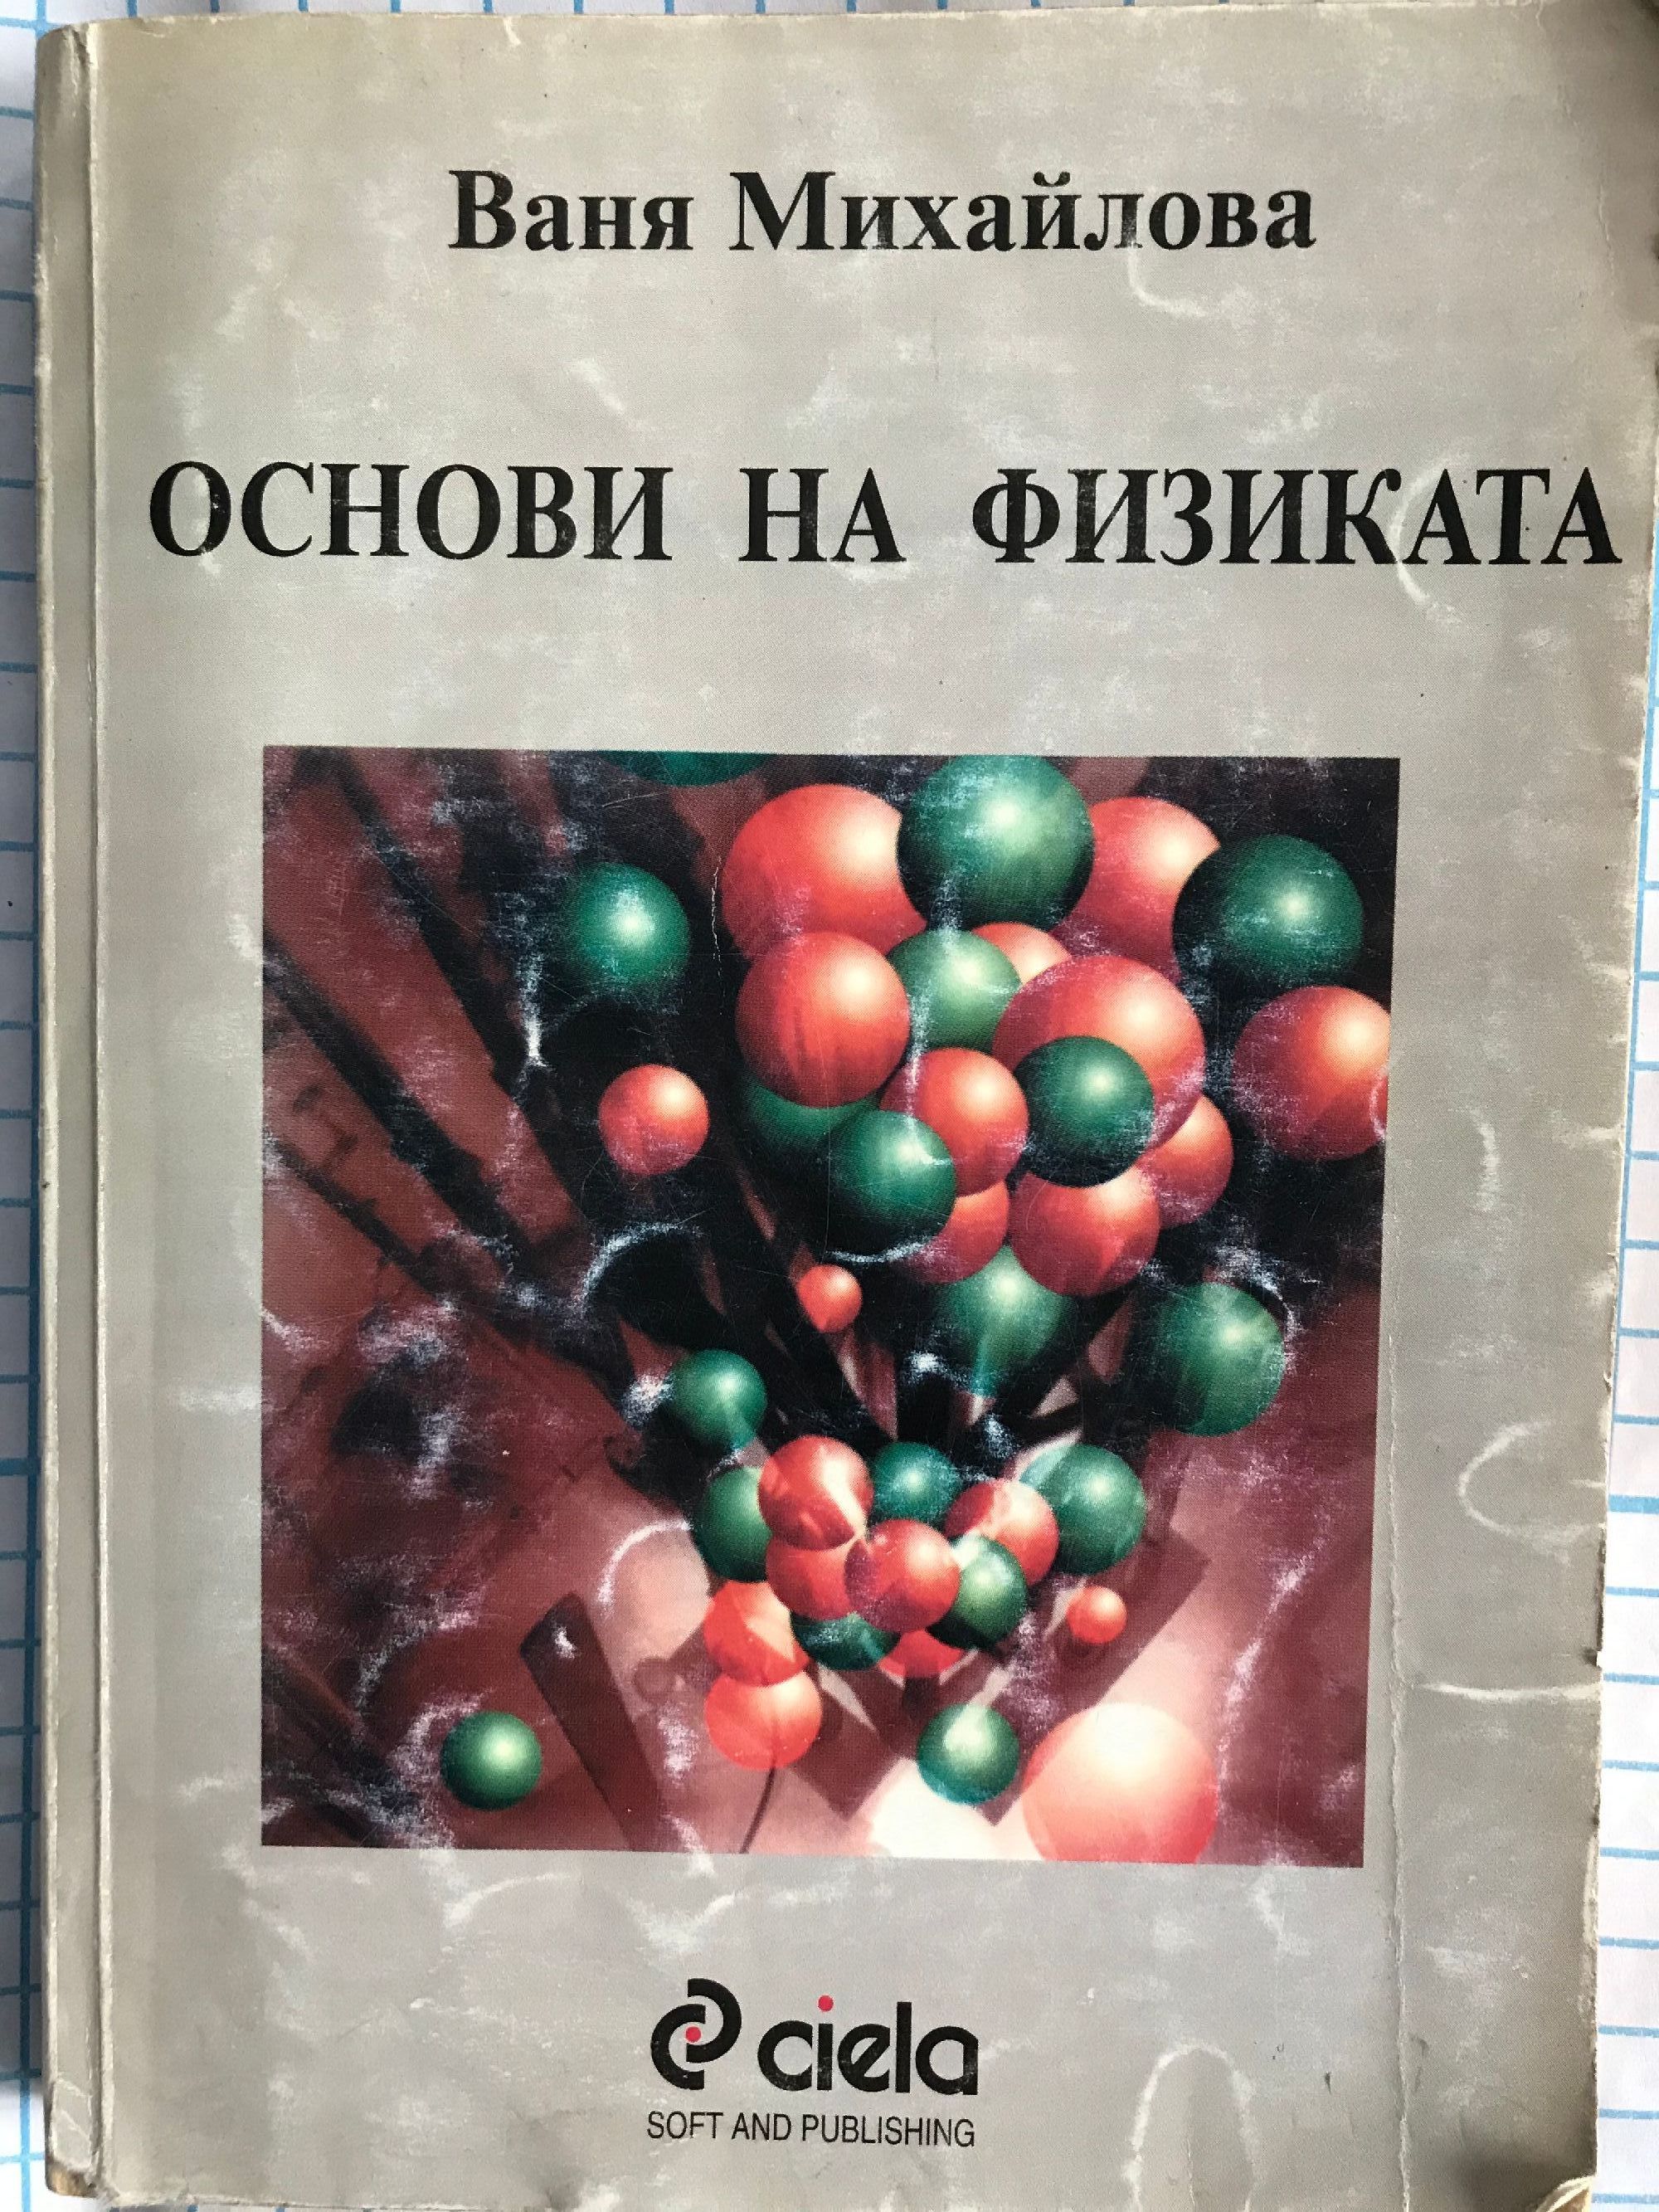 Ваня Михайлова
ОСНОВИ НА ФИЗИКАТА
ciela
SOFT AND PUBLISHING